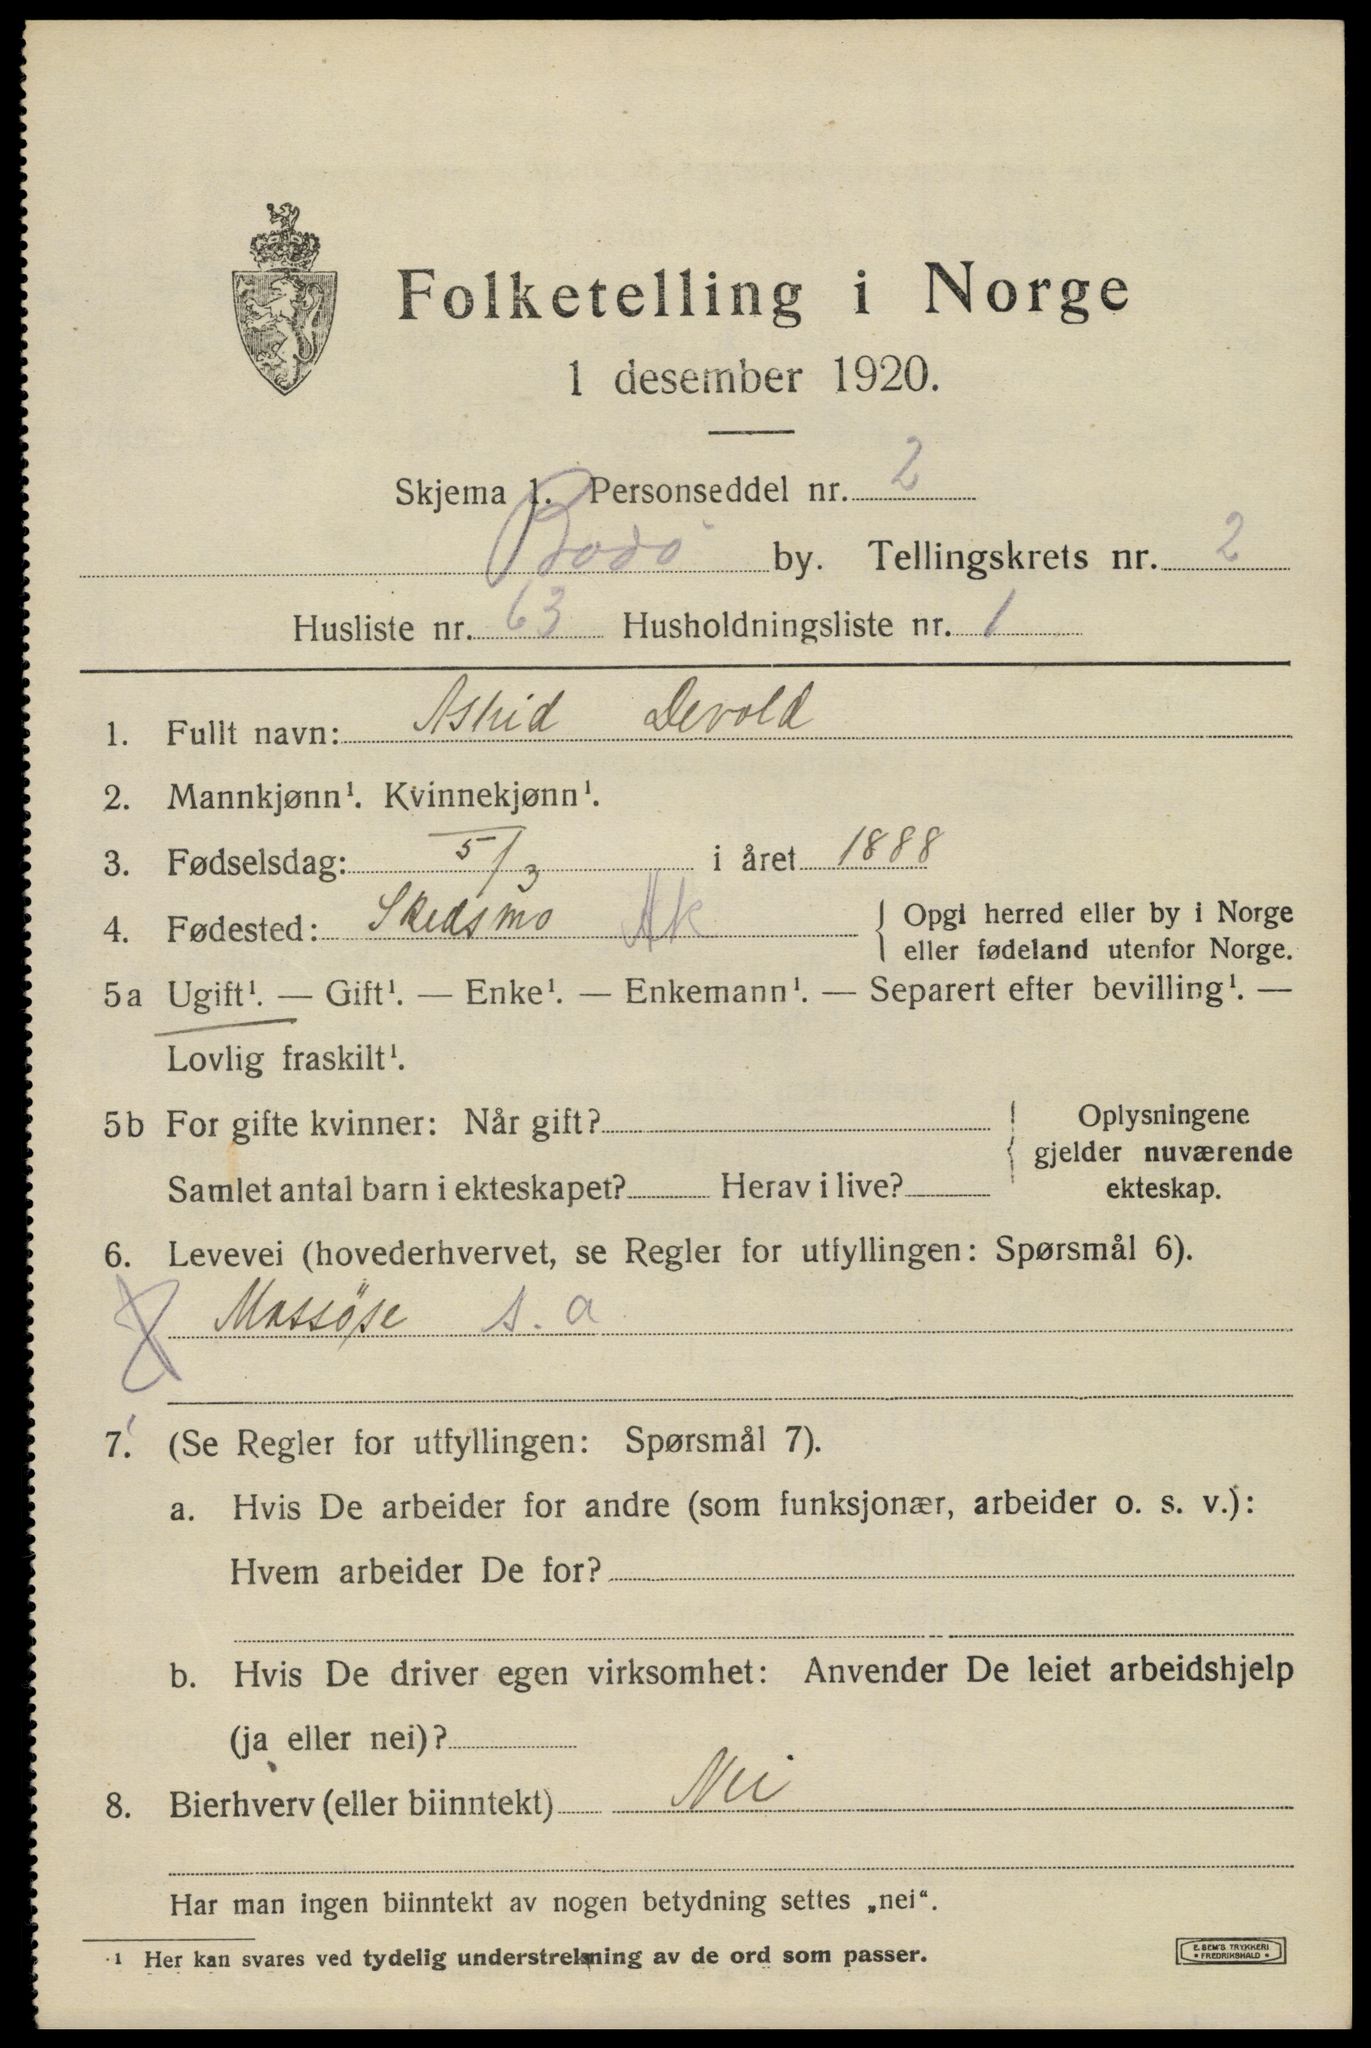 Folketelling i Norge
1 desember 1920.
Skjema 1. Personseddel nr. 2
Bodø by. Tellingskrets nr. 2
Husliste nr. 63 Husholdningsliste nr. 1
1. Fullt navn: Astrid Devold
2. Mannkjønn¹. Kvinnekjønn¹.
3. Fødselsdag: 5/3 i året 1888
4. Fødested: Skedsmo Ak { Opgi herred eller by i Norge
eller fødeland utenfor Norge.
5a Ugift¹. — Gift¹. — Enke¹. — Enkemann¹. — Separert efter bevilling¹. —
Lovlig fraskilt¹.
5b For gifte kvinner: Når gift? Oplysningene
gjelder nuværende
Samlet antal barn i ekteskapet? Herav i live? ekteskap.
6. Levevei (hovederhvervet, se Regler for utfyllingen: Spørsmål 6).
Massøse s. a
7. (Se Regler for utfyllingen: Spørsmål 7).
a. Hvis De arbeider for andre (som funksjonær, arbeider o. s. v.):
Hvem arbeider De for?
b. Hvis De driver egen virksomhet: Anvender De leiet arbeidshjelp
(ja eller nei)?
8. Bierhverv (eller biinntekt) Nei
Har man ingen biinntekt av nogen betydning settes „nei“.
¹ Her kan svares ved tydelig understrekning av de ord som passer.
E. SEM'S TRYKKERI
• FREDRIKSHALD •